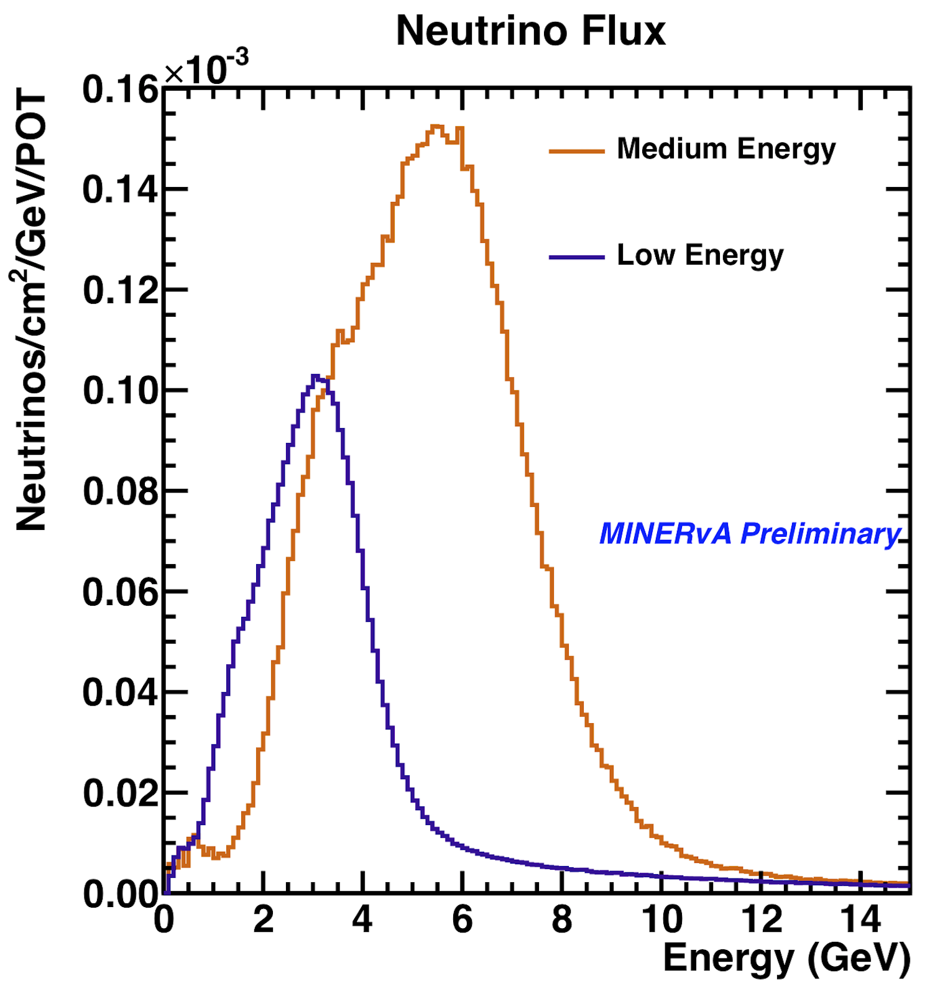 Neutrino Flux
×10⁻³
Neutrinos/cm²/GeV/POT
0.16
0.14
0.12
0.10
0.08
0.06
0.04
0.02
0.00
Medium Energy
Low Energy
MINERvA Preliminary
0 2 4 6 8 10 12 14
Energy (GeV)